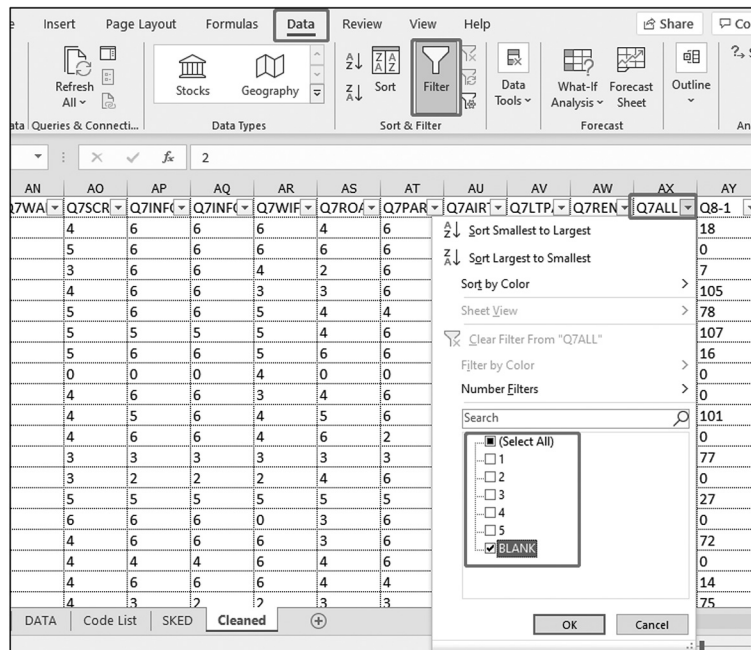 Insert Page Layout Formulas Data Review View Help Share Co
Refresh All
Stocks
Geography
Sort
Filter
Data Tools
What-If Analysis
Forecast Sheet
Outline
Queries & Connecti... Data Types Sort & Filter Forecast
fx 2
AN AO AP AQ AR AS AT AU AV AW AX AY
Q7SCR Q7INF Q7INF Q7WIF Q7ROA Q7PAR Q7AIR Q7LTP Q7REN Q7ALL Q8-1
4 6 6 6 4 6 18
5 6 6 6 6 6 0
3 6 6 4 2 6 7
4 6 6 3 3 6 105
5 6 6 5 4 4 78
5 5 5 5 4 6 107
5 6 6 5 6 6 16
0 0 0 4 0 0 0
4 6 6 3 4 6 0
4 5 6 4 5 6 101
4 6 6 4 6 2 0
3 3 3 3 3 3 77
3 2 2 2 4 6 0
5 5 5 5 5 5 27
6 6 6 0 3 6 0
4 6 6 6 3 6 72
4 4 4 6 4 6 0
4 6 6 6 4 4 14
4 3 2 2 3 3 75
Sort Smallest to Largest
Sort Largest to Smallest
Sort by Color
Sheet View
Clear Filter From "Q7ALL"
Filter by Color
Number Filters
Search
(Select All)
1
2
3
4
5
BLANK
OK Cancel
DATA Code List SKED Cleaned